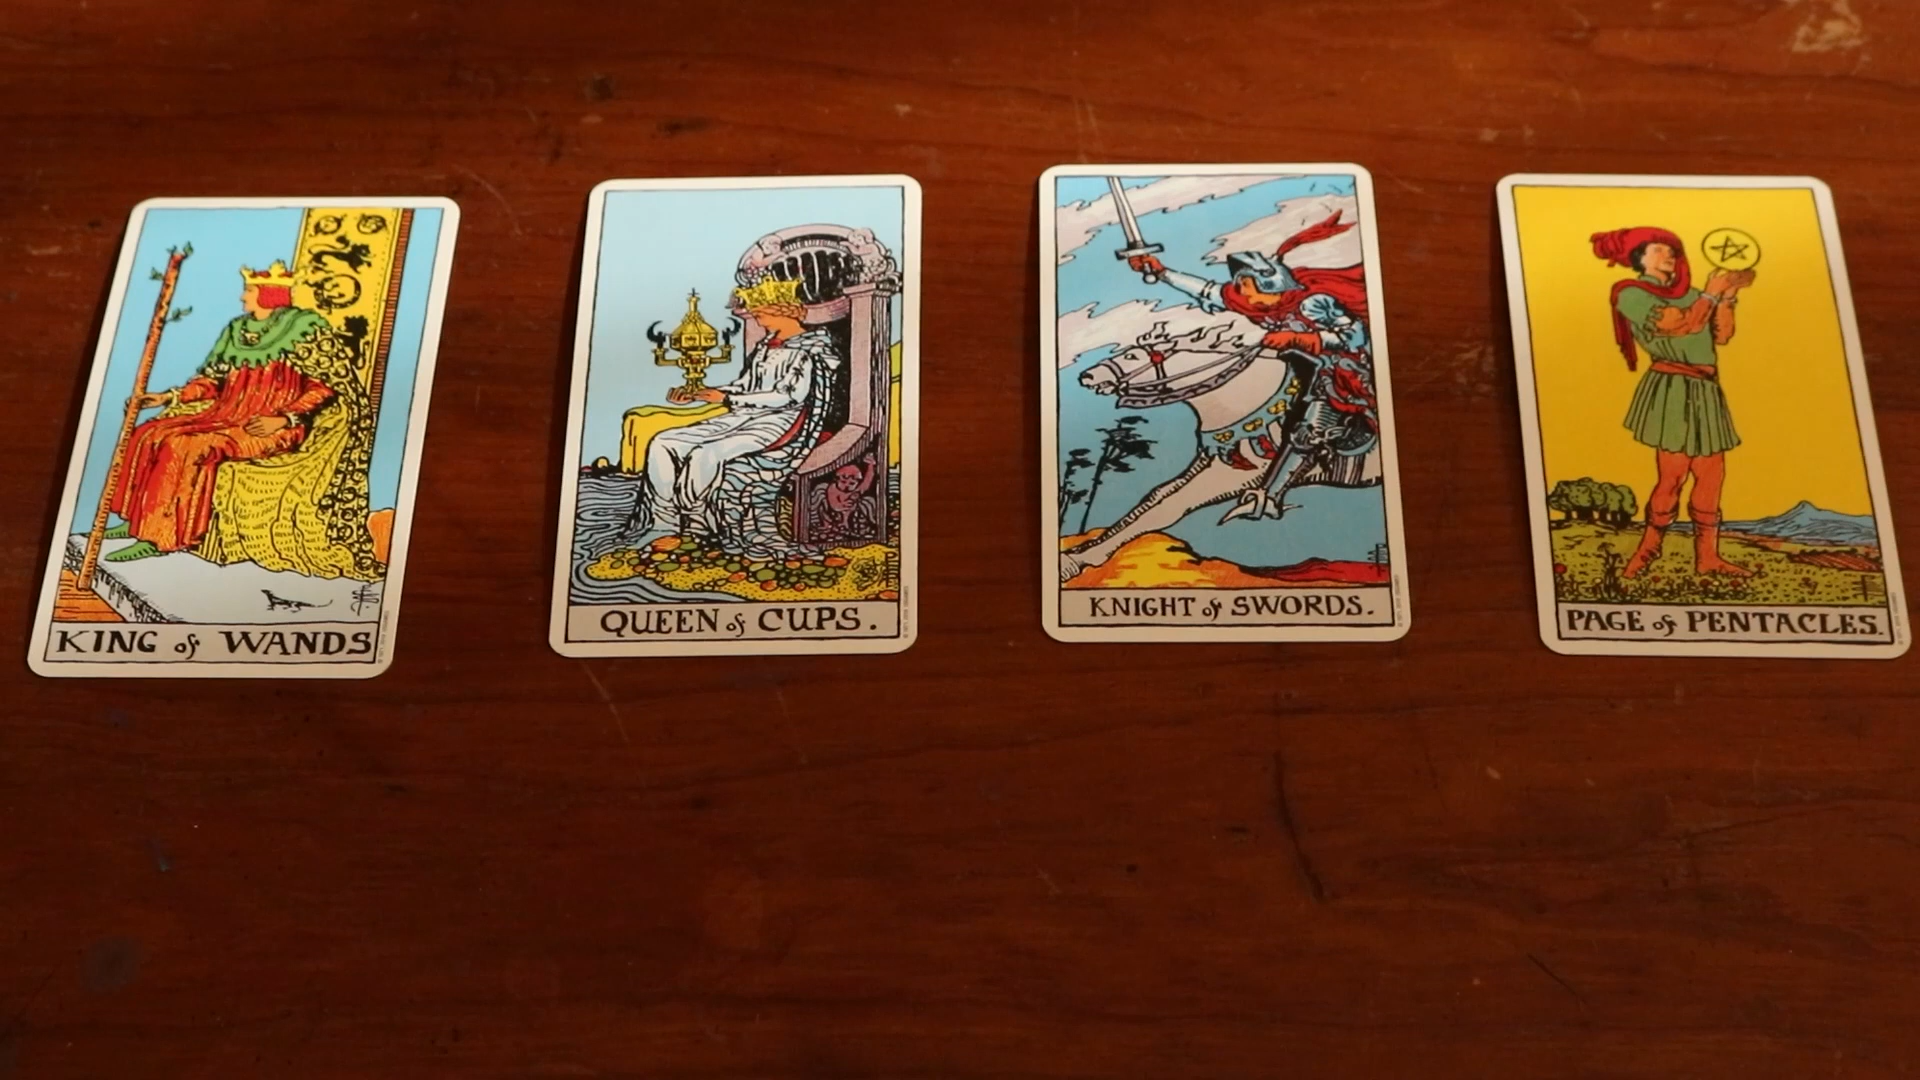 KING of WANDS
QUEEN of CUPS.
KNIGHT of SWORDS.
PAGE of PENTACLES.